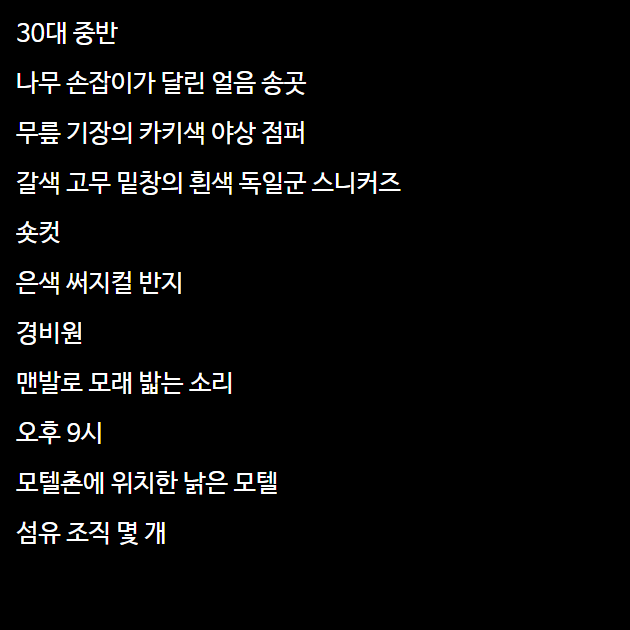 30대 중반
나무 손잡이가 달린 얼음 송곳
무릎 기장의 카키색 야상 점퍼
갈색 고무 밑창의 흰색 독일군 스니커즈
숏컷
은색 써지컬 반지
경비원
맨발로 모래 밟는 소리
오후 9시
모텔촌에 위치한 낡은 모텔
섬유 조직 몇 개